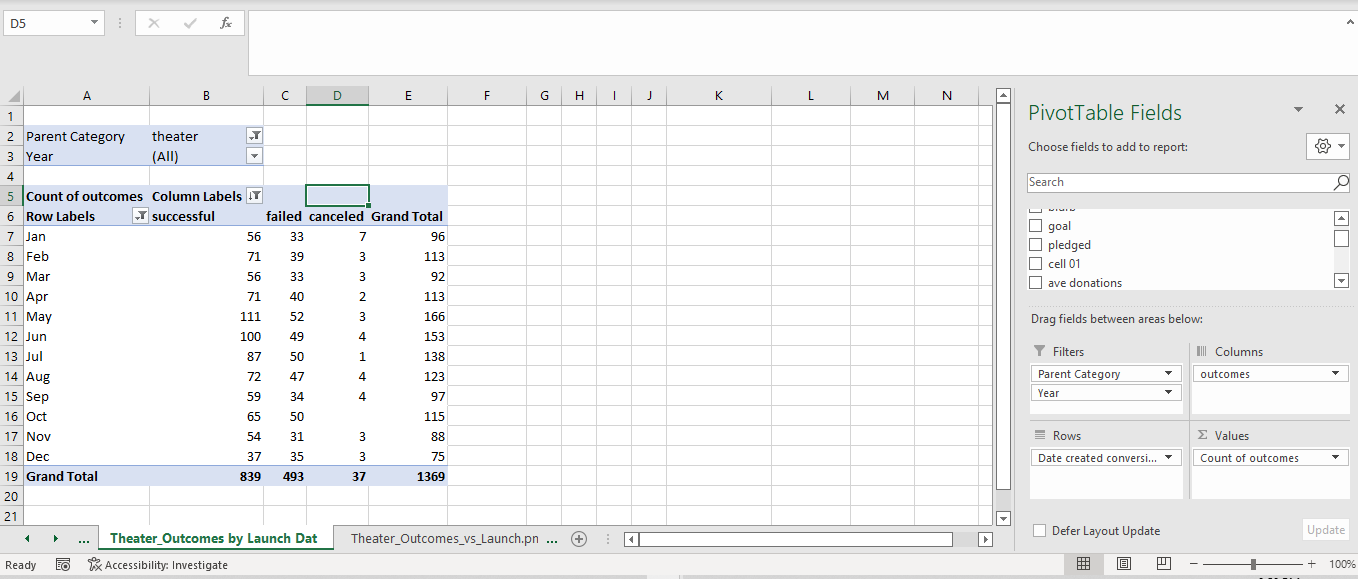 D5
fx
A B C D E F G H I J K L M N
1
2 Parent Category theater
3 Year (All)
4
5 Count of outcomes Column Labels
6 Row Labels successful failed canceled Grand Total
7 Jan 56 33 7 96
8 Feb 71 39 3 113
9 Mar 56 33 3 92
10 Apr 71 40 2 113
11 May 111 52 3 166
12 Jun 100 49 4 153
13 Jul 87 50 1 138
14 Aug 72 47 4 123
15 Sep 59 34 4 97
16 Oct 65 50 115
17 Nov 54 31 3 88
18 Dec 37 35 3 75
19 Grand Total 839 493 37 1369
20
21
PivotTable Fields
Choose fields to add to report:
Search
goal
pledged
cell 01
ave donations
Drag fields between areas below:
Filters
Parent Category
Year
Columns
outcomes
Rows
Date created conversi...
Σ Values
Count of outcomes
Defer Layout Update
Update
... Theater_Outcomes by Launch Dat Theater_Outcomes_vs_Launch.pn ...
Ready Accessibility: Investigate 100%